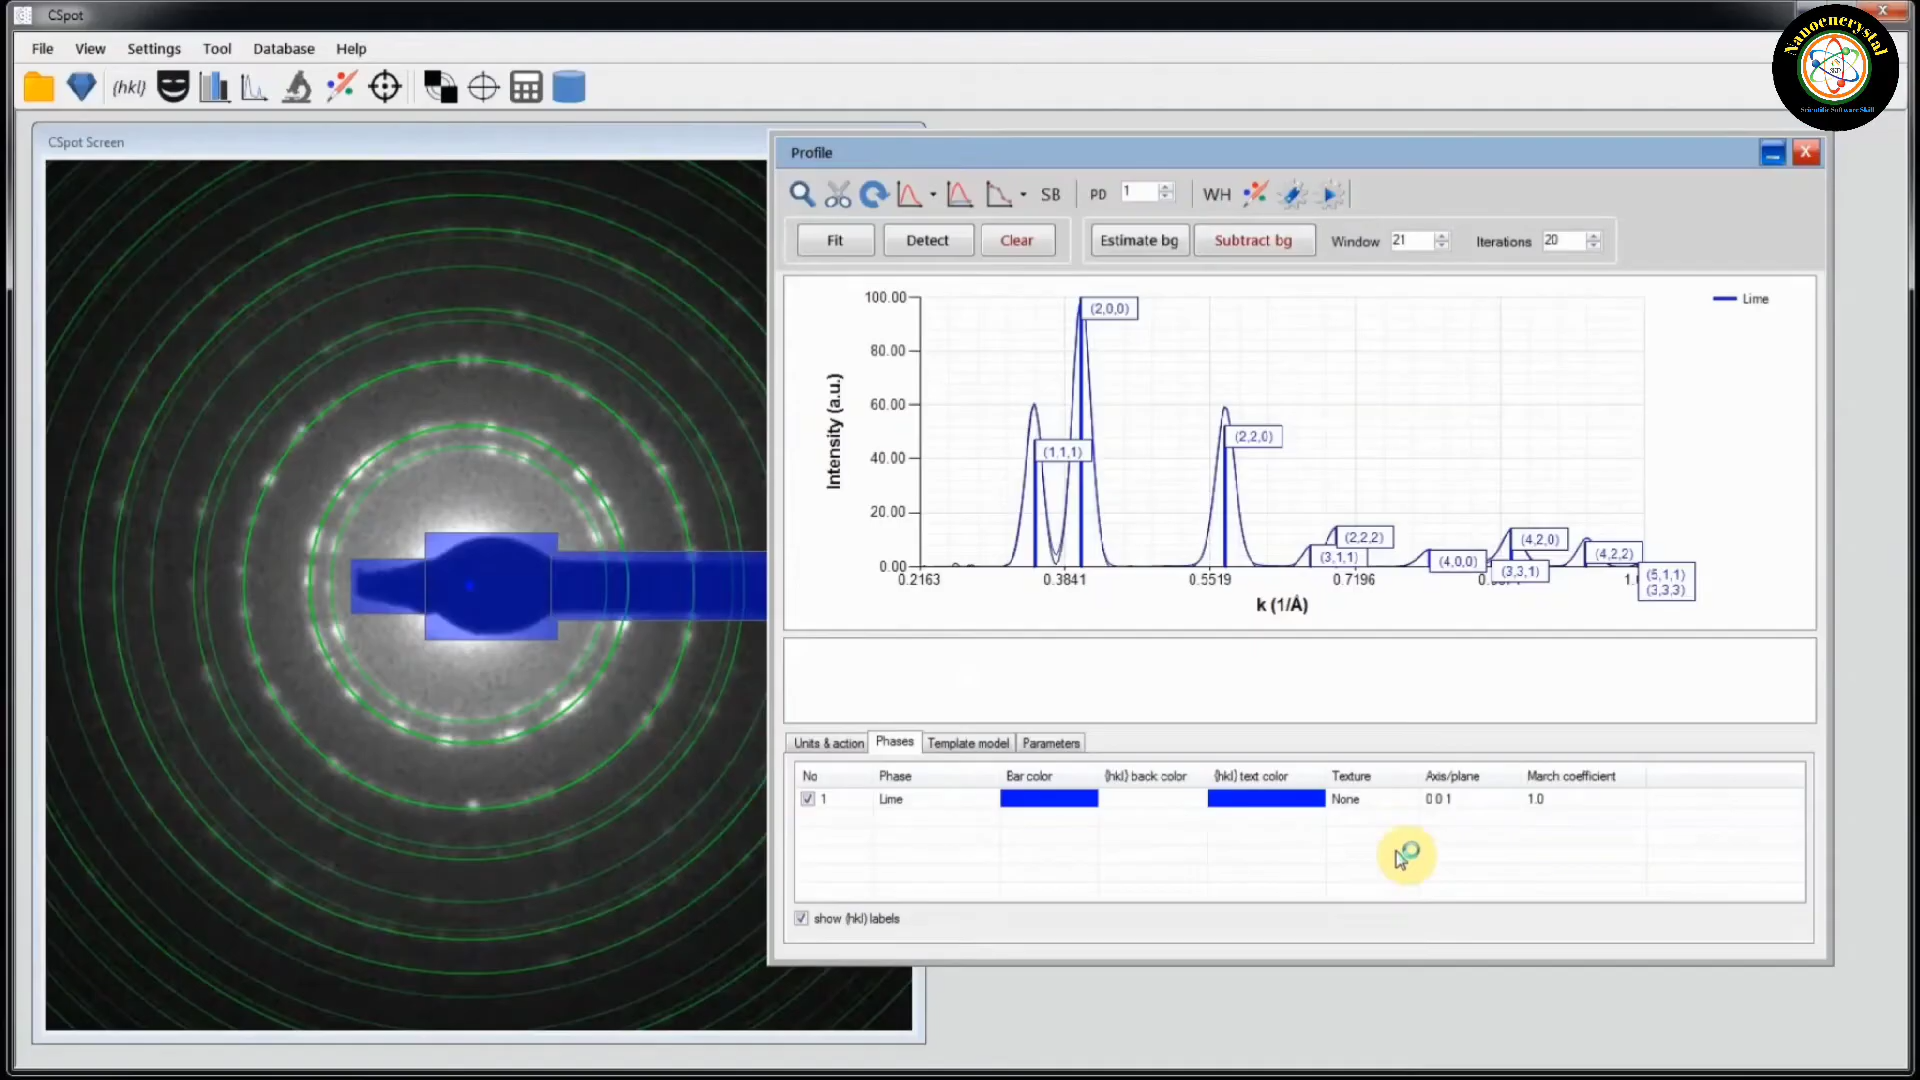 CSpot
Nanoencrystal
Scientific Software Skill
File View Settings Tool Database Help
(hkl)
CSpot Screen
Profile
SB PD 1 WH
Fit Detect Clear Estimate bg Subtract bg Window 21 Iterations 20
Lime
100.00
80.00
60.00
40.00
20.00
0.00
Intensity (a.u.)
(2,0,0)
(1,1,1)
(2,2,0)
(2,2,2)
(3,1,1)
(4,0,0)
(4,2,0)
(3,3,1)
(4,2,2)
(5,1,1)
(3,3,3)
0.2163 0.3841 0.5519 0.7196
k (1/Å)
Units & action Phases Template model Parameters
No Phase Bar color {hkl} back color {hkl} text color Texture Axis/plane March coefficient
1 Lime None 0 0 1 1.0
show (hkl) labels